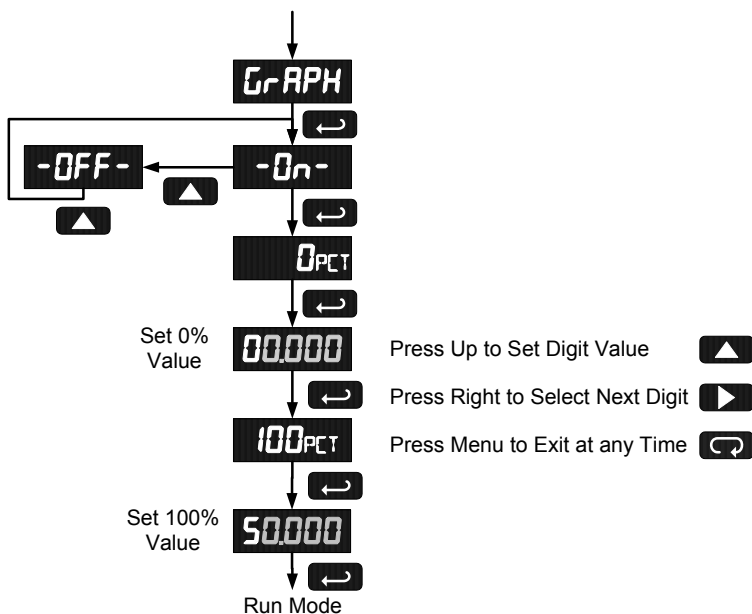 GrAPH
-OFF-
-On-
0PCT
Set 0%
Value
00.000
Press Up to Set Digit Value
Press Right to Select Next Digit
100PCT
Press Menu to Exit at any Time
Set 100%
Value
50.000
Run Mode